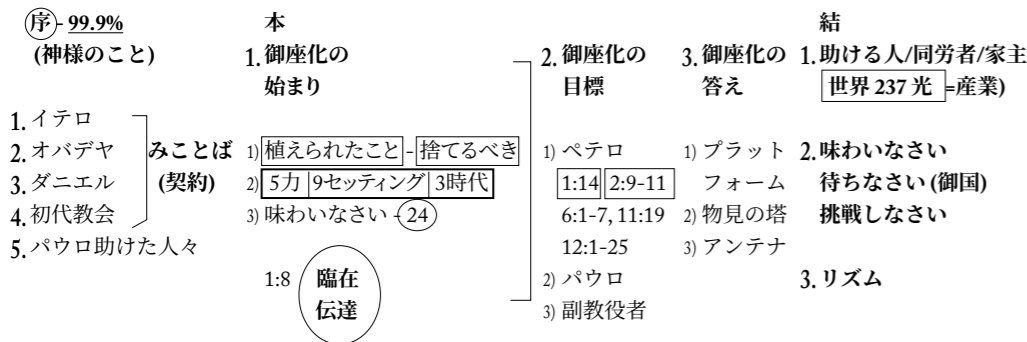 序- 99.9%
(神様のこと)
1. イテロ
2. オバデヤ
3. ダニエル
4. 初代教会
5. パウロ助けた人々
みことば
(契約)
本
1. 御座化の
始まり
1) 植えられたこと - 捨てるべき
2) 5力 9セッティング 3時代
3) 味わいなさい - 24
1:8 臨在
伝達
2. 御座化の
目標
1) ペテロ
1:14 2:9-11
6:1-7, 11:19
12:1-25
2) パウロ
3) 副教役者
3. 御座化の
答え
1) プラット
フォーム
2) 物見の塔
3) アンテナ
結
1. 助ける人/同労者/家主
世界 237 光 =産業)
2. 味わいなさい
待ちなさい (御国)
挑戦しなさい
3. リズム